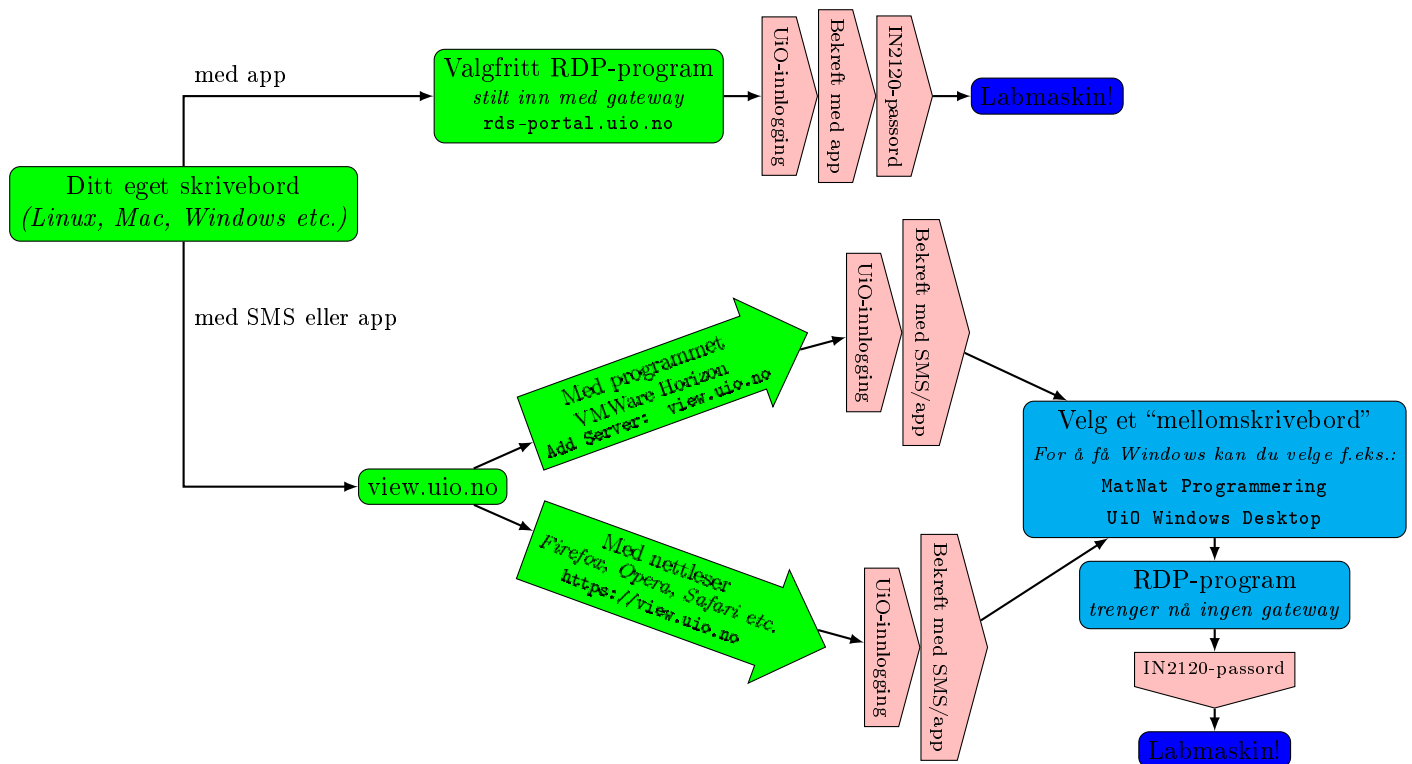 med app
Valgfritt RDP-program
stilt inn med gateway
rds-portal.uio.no
UiO-innlogging
Bekreft med app
IN2120-passord
Labmaskin!
Ditt eget skrivebord
(Linux, Mac, Windows etc.)
med SMS eller app
view.uio.no
Med programmet
VMWare Horizon
Add Server: view.uio.no
UiO-innlogging
Bekreft med SMS/app
Med nettleser
Firefox, Opera, Safari etc.
https://view.uio.no
UiO-innlogging
Bekreft med SMS/app
Velg et “mellomskrivebord”
For å få Windows kan du velge f.eks.:
MatNat Programmering
UiO Windows Desktop
RDP-program
trenger nå ingen gateway
IN2120-passord
Labmaskin!